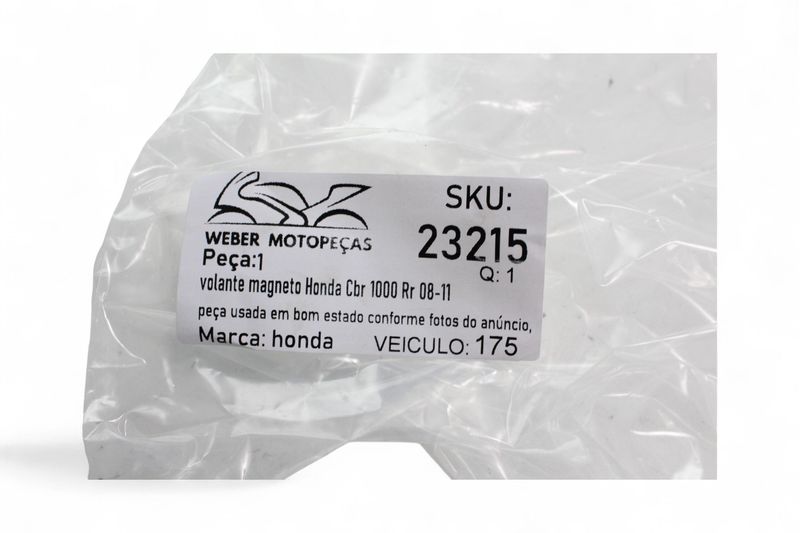 SKU:
WEBER MOTOPEÇAS
23215
Peça:1
Q: 1
volante magneto Honda Cbr 1000 Rr 08-11
peça usada em bom estado conforme fotos do anúncio,
Marca: honda VEICULO: 175